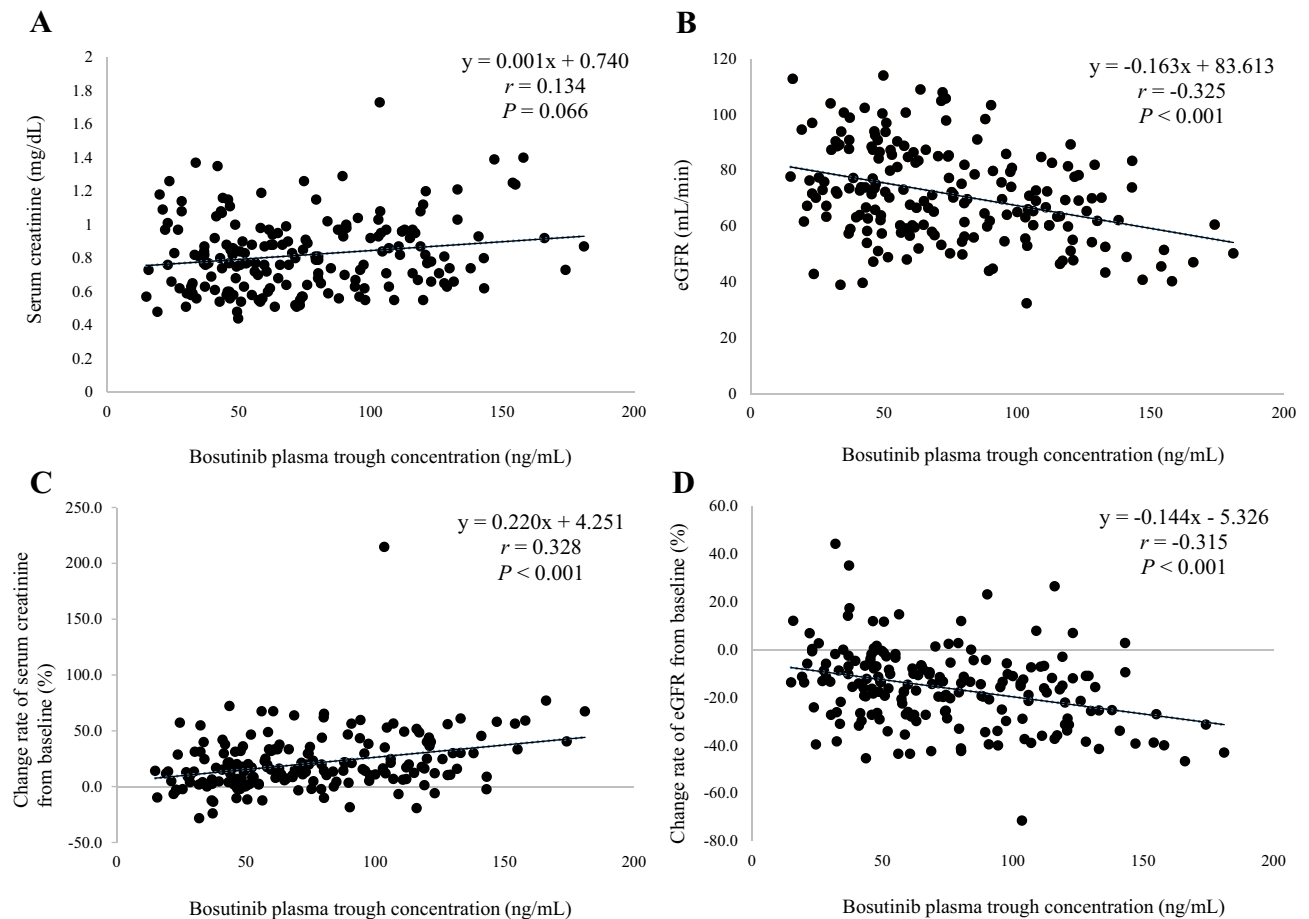 A
y = 0.001x + 0.740
r = 0.134
P = 0.066
2
1.8
1.6
1.4
1.2
1
0.8
0.6
0.4
0.2
0
0 50 100 150 200
Serum creatinine (mg/dL)
Bosutinib plasma trough concentration (ng/mL)
B
y = -0.163x + 83.613
r = -0.325
P < 0.001
120
100
80
60
40
20
0
0 50 100 150 200
eGFR (mL/min)
Bosutinib plasma trough concentration (ng/mL)
C
y = 0.220x + 4.251
r = 0.328
P < 0.001
250.0
200.0
150.0
100.0
50.0
0.0
-50.0
0 50 100 150 200
Change rate of serum creatinine
from baseline (%)
Bosutinib plasma trough concentration (ng/mL)
D
y = -0.144x - 5.326
r = -0.315
P < 0.001
60.0
40.0
20.0
0.0
-20.0
-40.0
-60.0
-80.0
0 50 100 150 200
Change rate of eGFR from baseline (%)
Bosutinib plasma trough concentration (ng/mL)